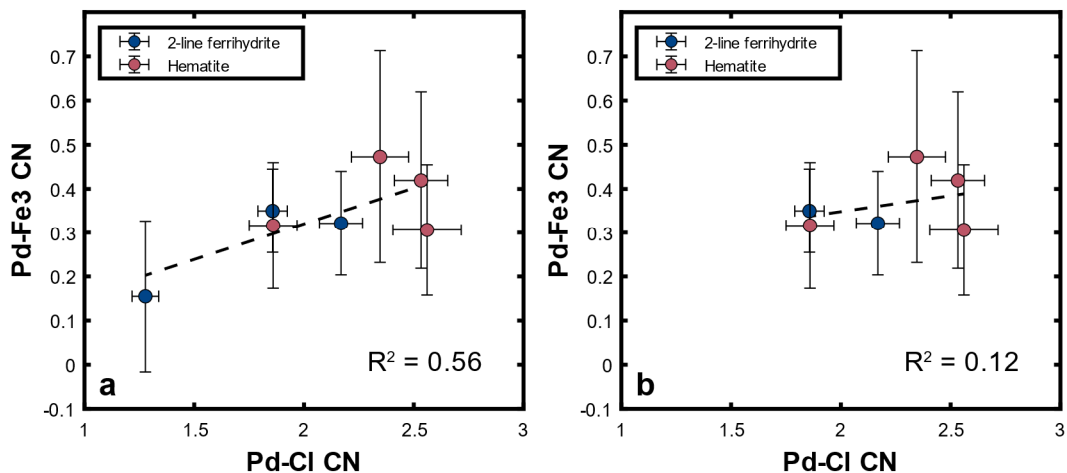 2-line ferrihydrite
Hematite
0.7
0.6
0.5
0.4
0.3
0.2
0.1
0
-0.1
Pd-Fe3 CN
R² = 0.56
a
1
1.5
2
2.5
3
Pd-Cl CN
2-line ferrihydrite
Hematite
0.7
0.6
0.5
0.4
0.3
0.2
0.1
0
-0.1
Pd-Fe3 CN
R² = 0.12
b
1
1.5
2
2.5
3
Pd-Cl CN